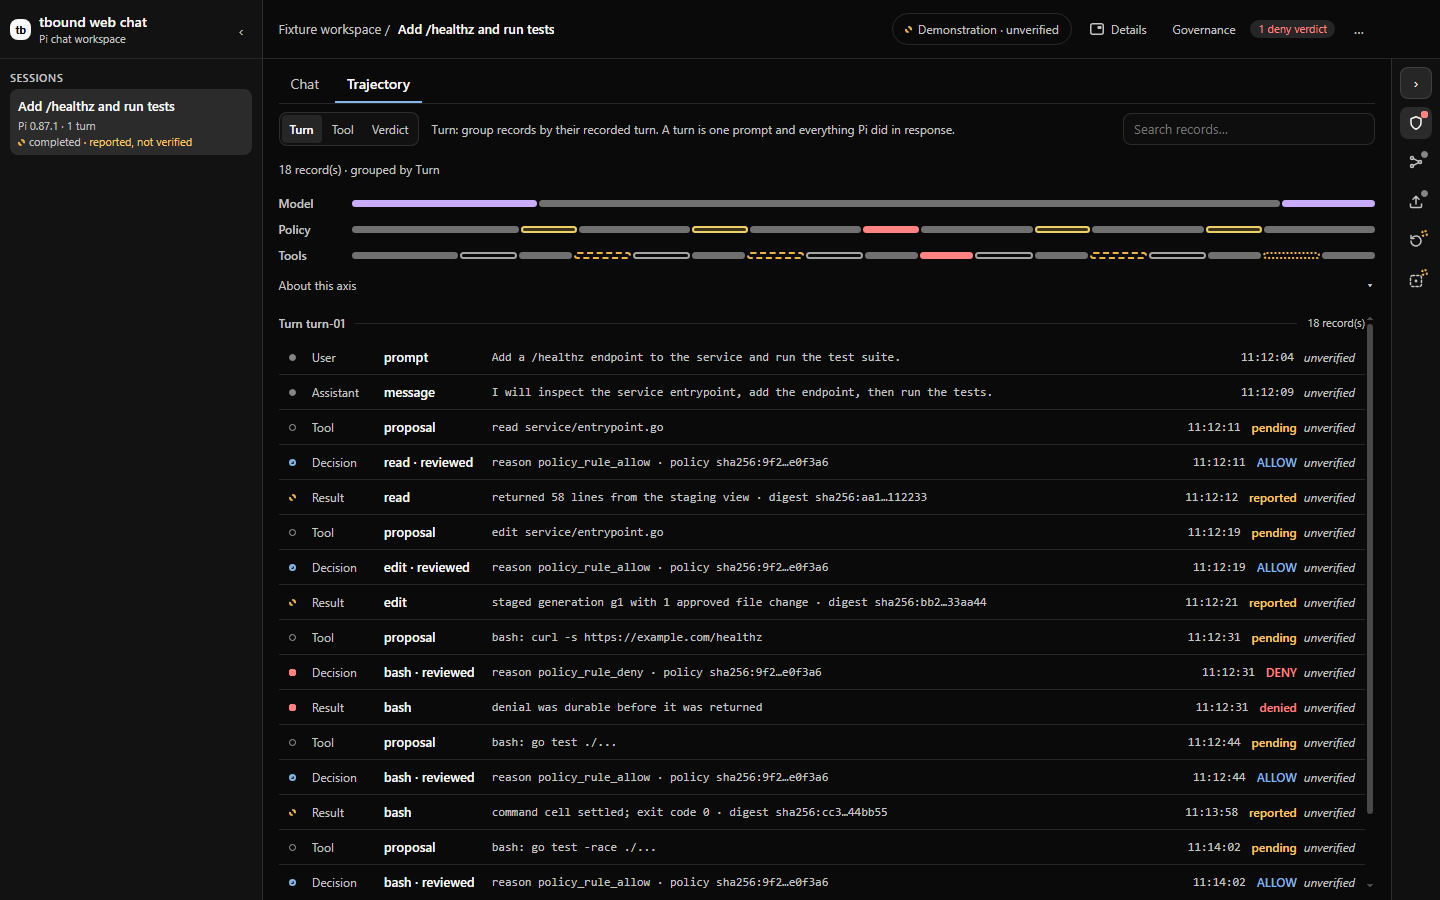 tb tbound web chat
Pi chat workspace
‹
Fixture workspace / Add /healthz and run tests
Demonstration · unverified
Details
Governance
1 deny verdict
...
SESSIONS
Add /healthz and run tests
Pi 0.87.1 · 1 turn
completed · reported, not verified
Chat Trajectory
Turn Tool Verdict Turn: group records by their recorded turn. A turn is one prompt and everything Pi did in response.
Search records...
18 record(s) · grouped by Turn
Model
Policy
Tools
About this axis
Turn turn-01 18 record(s)
User prompt Add a /healthz endpoint to the service and run the test suite. 11:12:04 unverified
Assistant message I will inspect the service entrypoint, add the endpoint, then run the tests. 11:12:09 unverified
Tool proposal read service/entrypoint.go 11:12:11 pending unverified
Decision read · reviewed reason policy_rule_allow · policy sha256:9f2…e0f3a6 11:12:11 ALLOW unverified
Result read returned 58 lines from the staging view · digest sha256:aa1…112233 11:12:12 reported unverified
Tool proposal edit service/entrypoint.go 11:12:19 pending unverified
Decision edit · reviewed reason policy_rule_allow · policy sha256:9f2…e0f3a6 11:12:19 ALLOW unverified
Result edit staged generation g1 with 1 approved file change · digest sha256:bb2…33aa44 11:12:21 reported unverified
Tool proposal bash: curl -s https://example.com/healthz 11:12:31 pending unverified
Decision bash · reviewed reason policy_rule_deny · policy sha256:9f2…e0f3a6 11:12:31 DENY unverified
Result bash denial was durable before it was returned 11:12:31 denied unverified
Tool proposal bash: go test ./... 11:12:44 pending unverified
Decision bash · reviewed reason policy_rule_allow · policy sha256:9f2…e0f3a6 11:12:44 ALLOW unverified
Result bash command cell settled; exit code 0 · digest sha256:cc3…44bb55 11:13:58 reported unverified
Tool proposal bash: go test -race ./... 11:14:02 pending unverified
Decision bash · reviewed reason policy_rule_allow · policy sha256:9f2…e0f3a6 11:14:02 ALLOW unverified